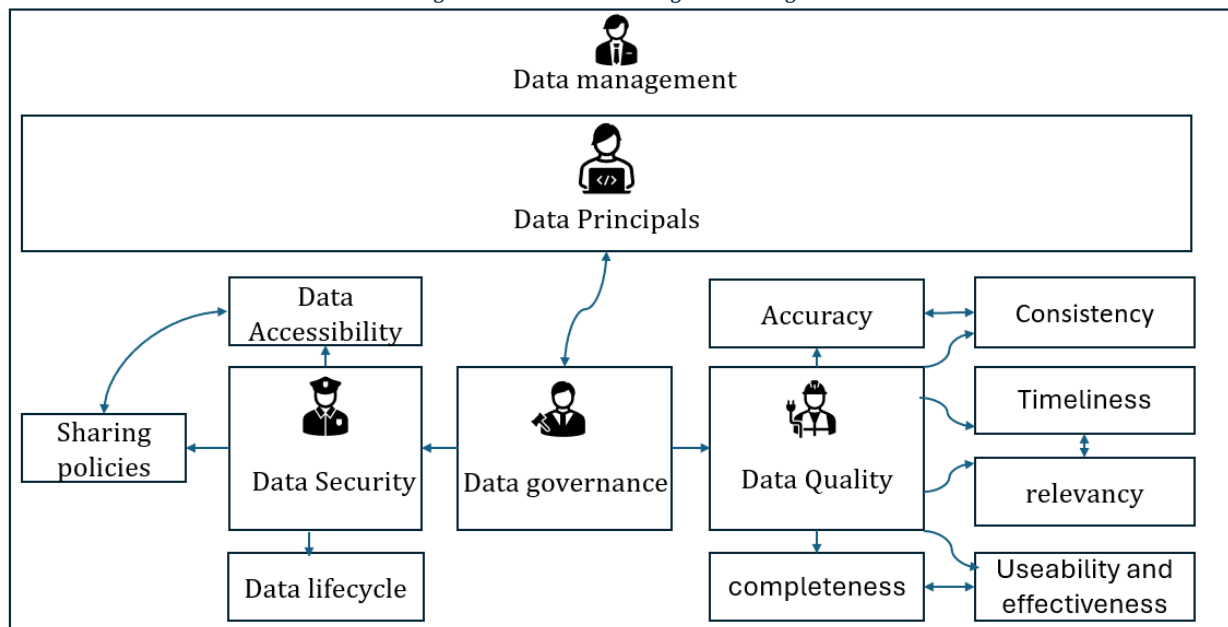 Data management
</>
Data Principals
Data
Accessibility
Accuracy
Consistency
Timeliness
Sharing
policies
Data Security
Data governance
Data Quality
relevancy
Data lifecycle
completeness
Useability and
effectiveness